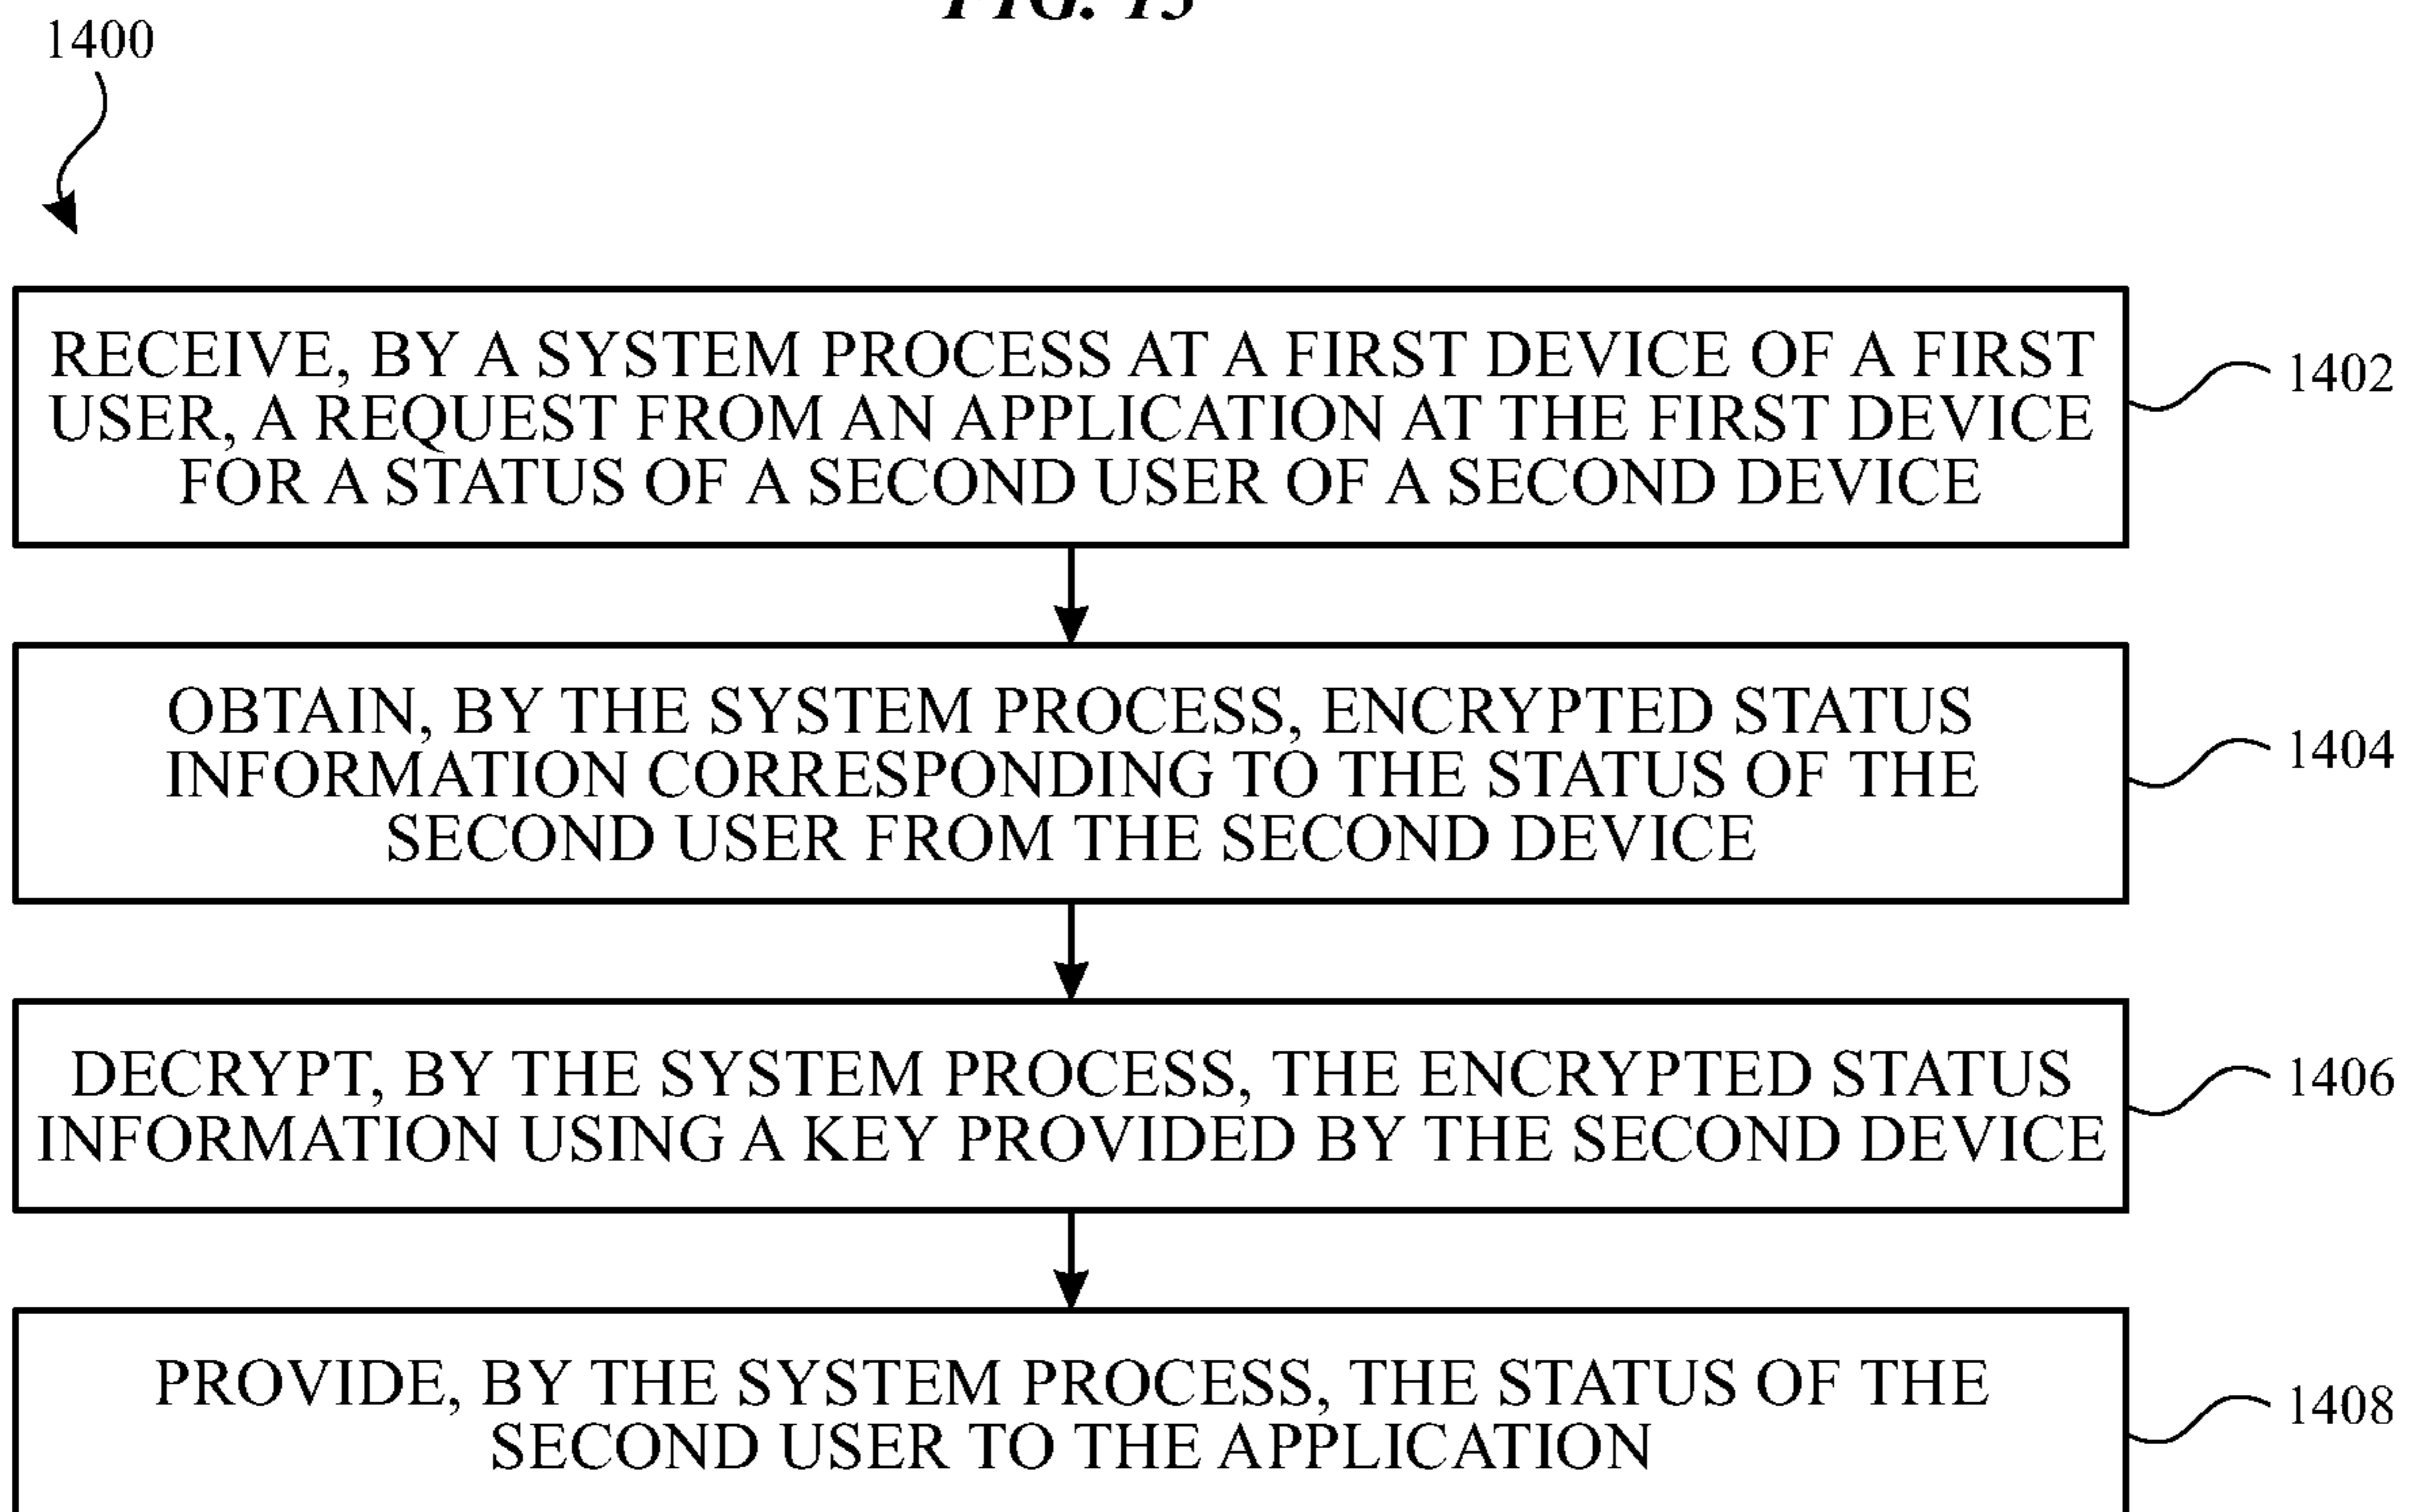 FIG. 13
1400
RECEIVE, BY A SYSTEM PROCESS AT A FIRST DEVICE OF A FIRST
USER, A REQUEST FROM AN APPLICATION AT THE FIRST DEVICE
FOR A STATUS OF A SECOND USER OF A SECOND DEVICE
1402
OBTAIN, BY THE SYSTEM PROCESS, ENCRYPTED STATUS
INFORMATION CORRESPONDING TO THE STATUS OF THE
SECOND USER FROM THE SECOND DEVICE
1404
DECRYPT, BY THE SYSTEM PROCESS, THE ENCRYPTED STATUS
INFORMATION USING A KEY PROVIDED BY THE SECOND DEVICE
1406
PROVIDE, BY THE SYSTEM PROCESS, THE STATUS OF THE
SECOND USER TO THE APPLICATION
1408